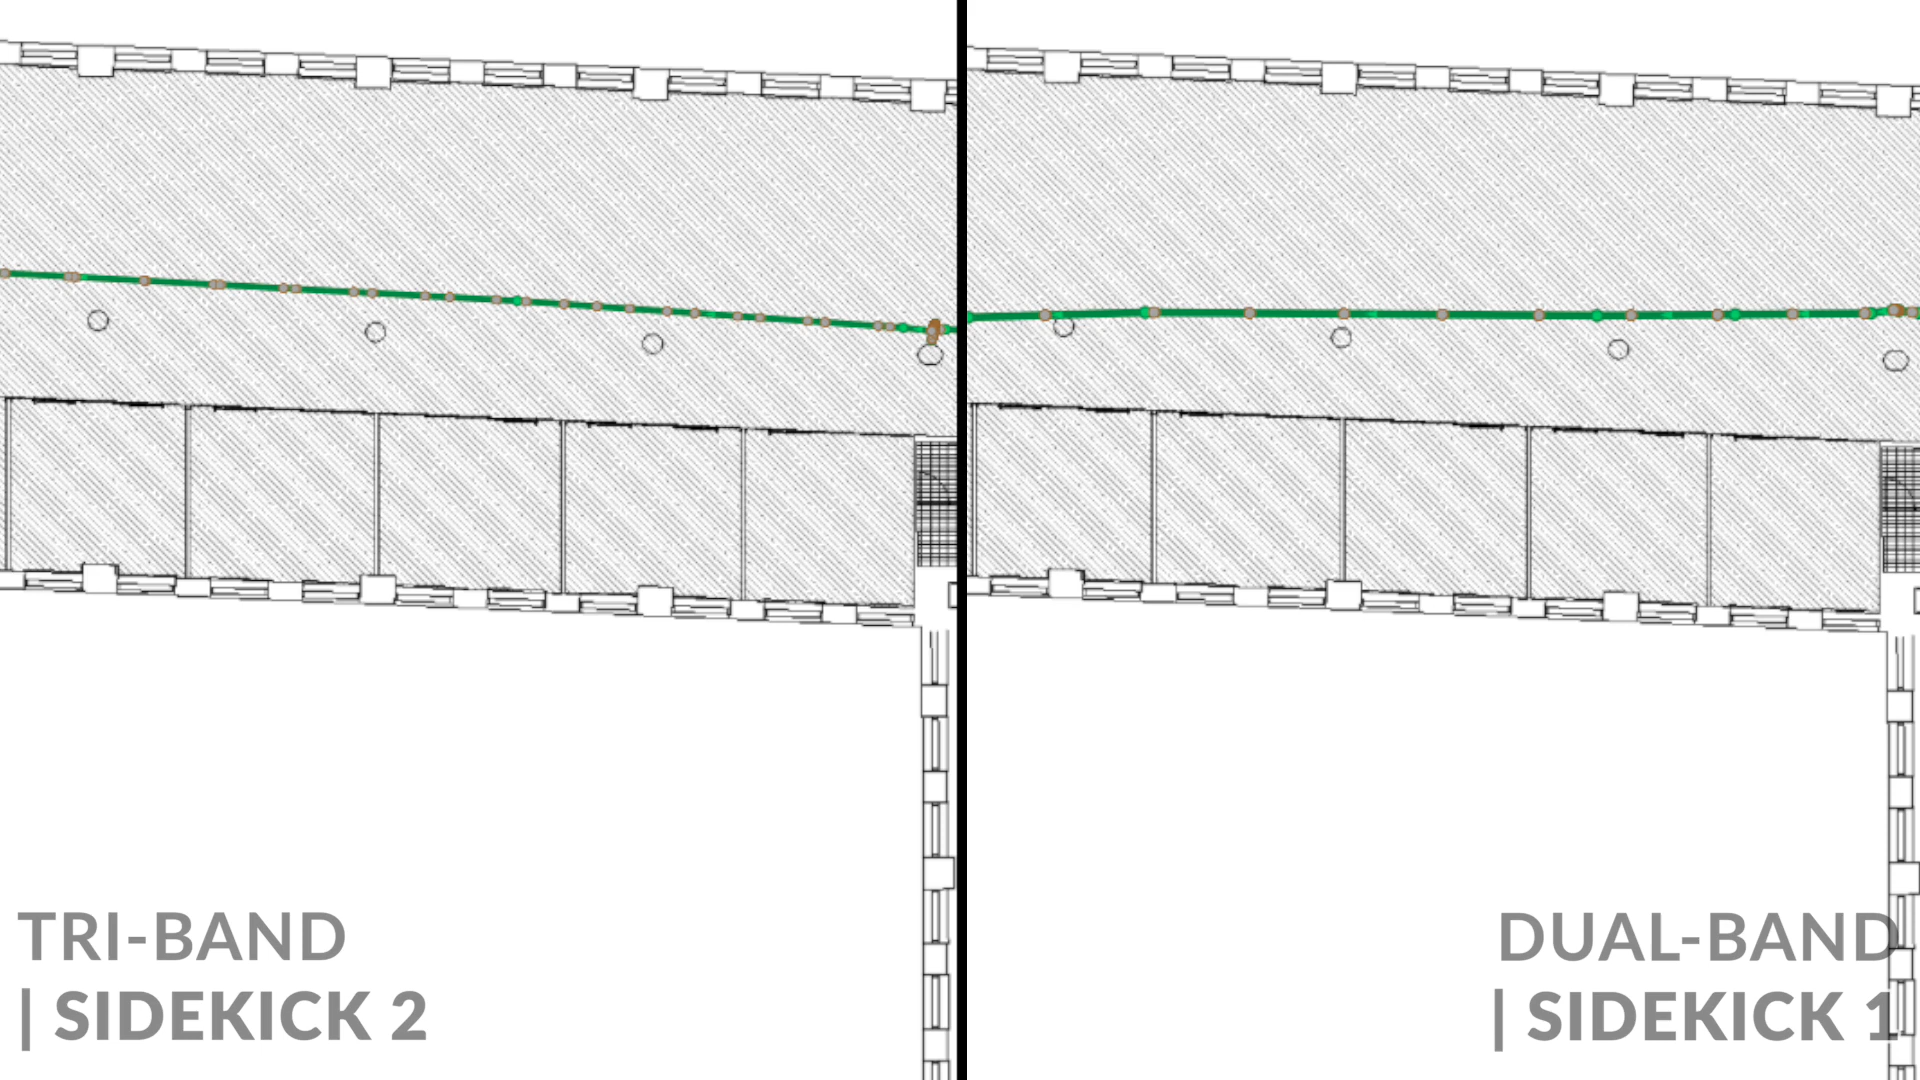 TRI-BAND
| SIDEKICK 2
DUAL-BAND
| SIDEKICK 1